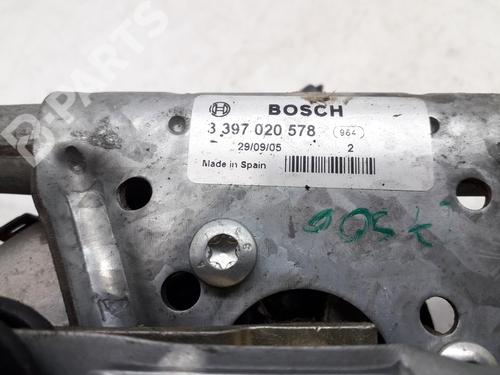 BOSCH
3 397 020 578 964
29/09/05 2
Made in Spain
B-PARTS